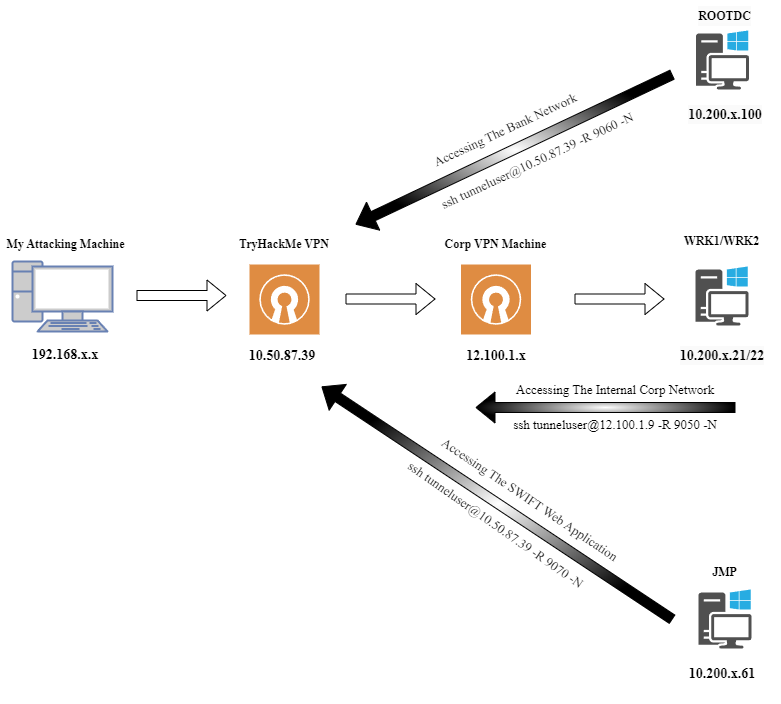 ROOTDC
10.200.x.100
Accessing The Bank Network
ssh tunneluser@10.50.87.39 -R 9060 -N
My Attacking Machine
TryHackMe VPN
Corp VPN Machine
WRK1/WRK2
192.168.x.x
10.50.87.39
12.100.1.x
10.200.x.21/22
Accessing The Internal Corp Network
ssh tunneluser@12.100.1.9 -R 9050 -N
Accessing The SWIFT Web Application
ssh tunneluser@10.50.87.39 -R 9070 -N
JMP
10.200.x.61